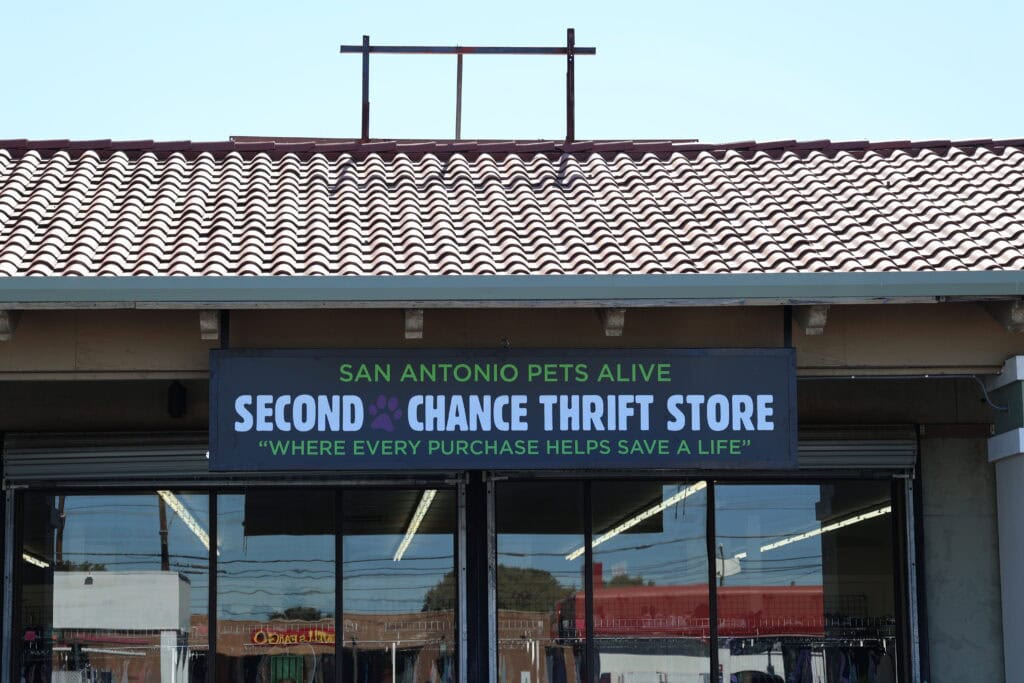 SAN ANTONIO PETS ALIVE
SECOND CHANCE THRIFT STORE
“WHERE EVERY PURCHASE HELPS SAVE A LIFE”